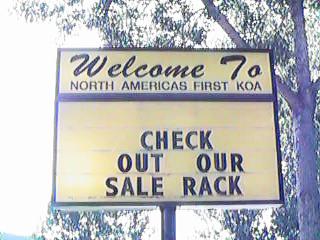 Welcome To
NORTH AMERICAS FIRST KOA
CHECK
OUT OUR
SALE RACK